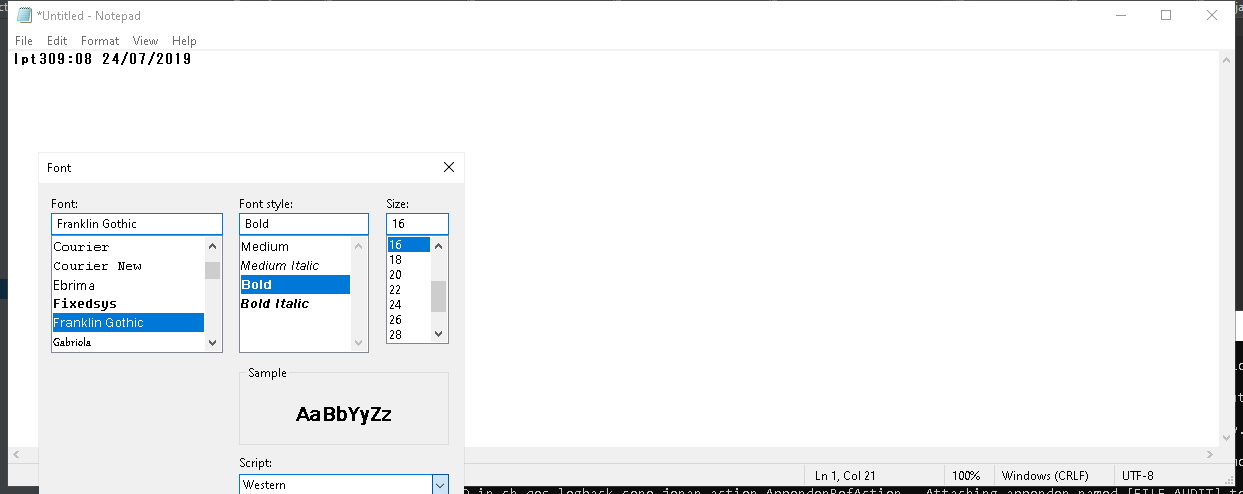 *Untitled - Notepad
File Edit Format View Help
lpt309:08 24/07/2019
Font
Font: Font style: Size:
Franklin Gothic Bold 16
Courier Medium 16
Courier New Medium Italic 18
Ebrima Bold 20
Fixedsys Bold Italic 22
Franklin Gothic 24
Gabriola 26
28
Sample
AaBbYyZz
Script:
Western
Ln 1, Col 21 100% Windows (CRLF) UTF-8
in ch.qos.logback.core.joran.action.AppenderRefAction - Attaching appender named [FILE_AUDIT] t